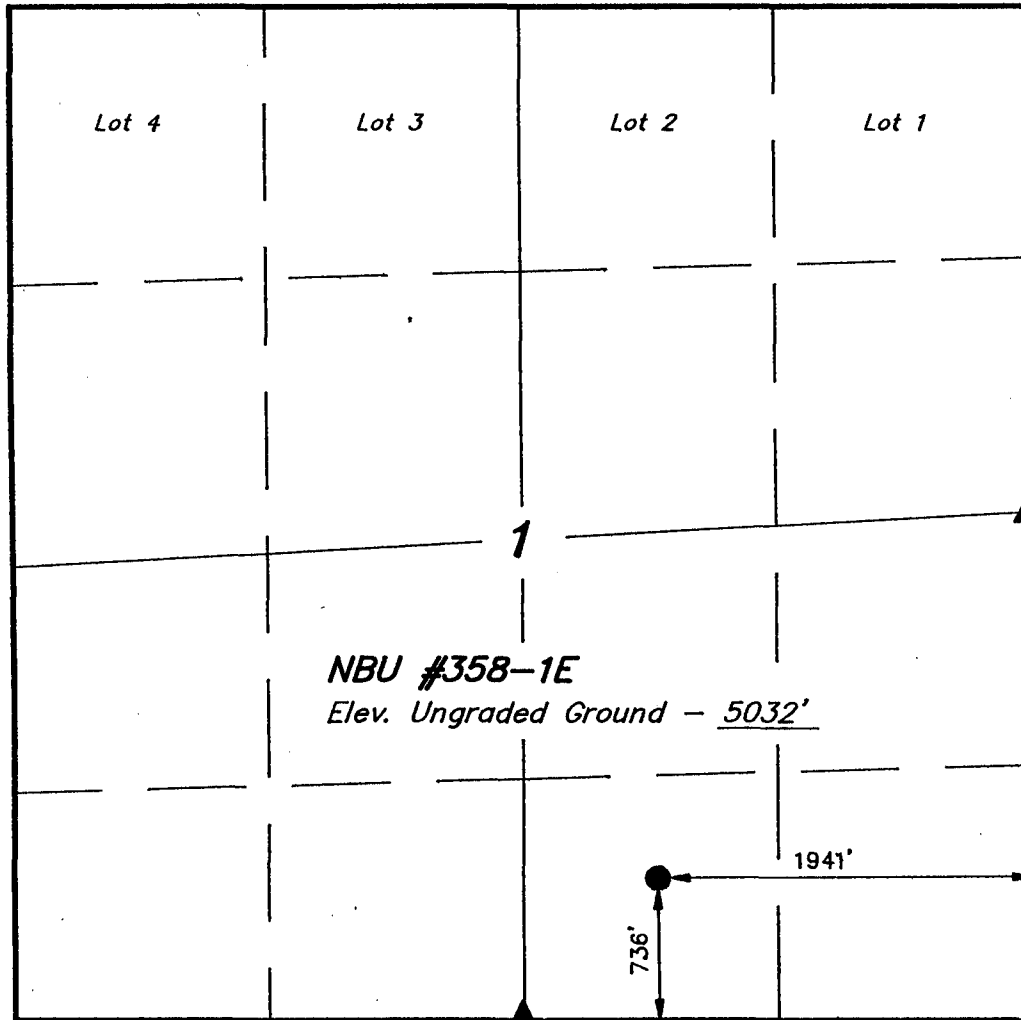 Lot 4 Lot 3 Lot 2 Lot 1
1
NBU #358-1E
Elev. Ungraded Ground - 5032'
1941'
736'